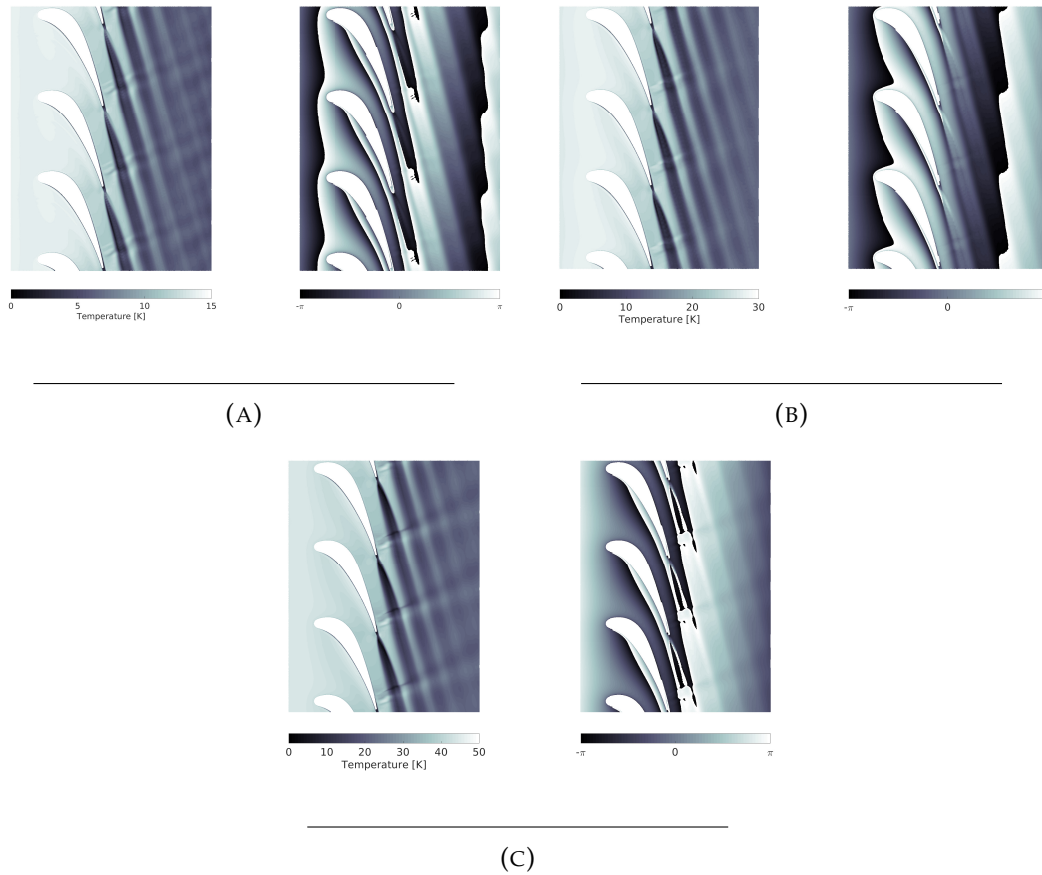 0 5 10 15
Temperature [K]
-π 0 π
0 10 20 30
Temperature [K]
-π 0
(A)
(B)
0 10 20 30 40 50
Temperature [K]
-π 0 π
(C)